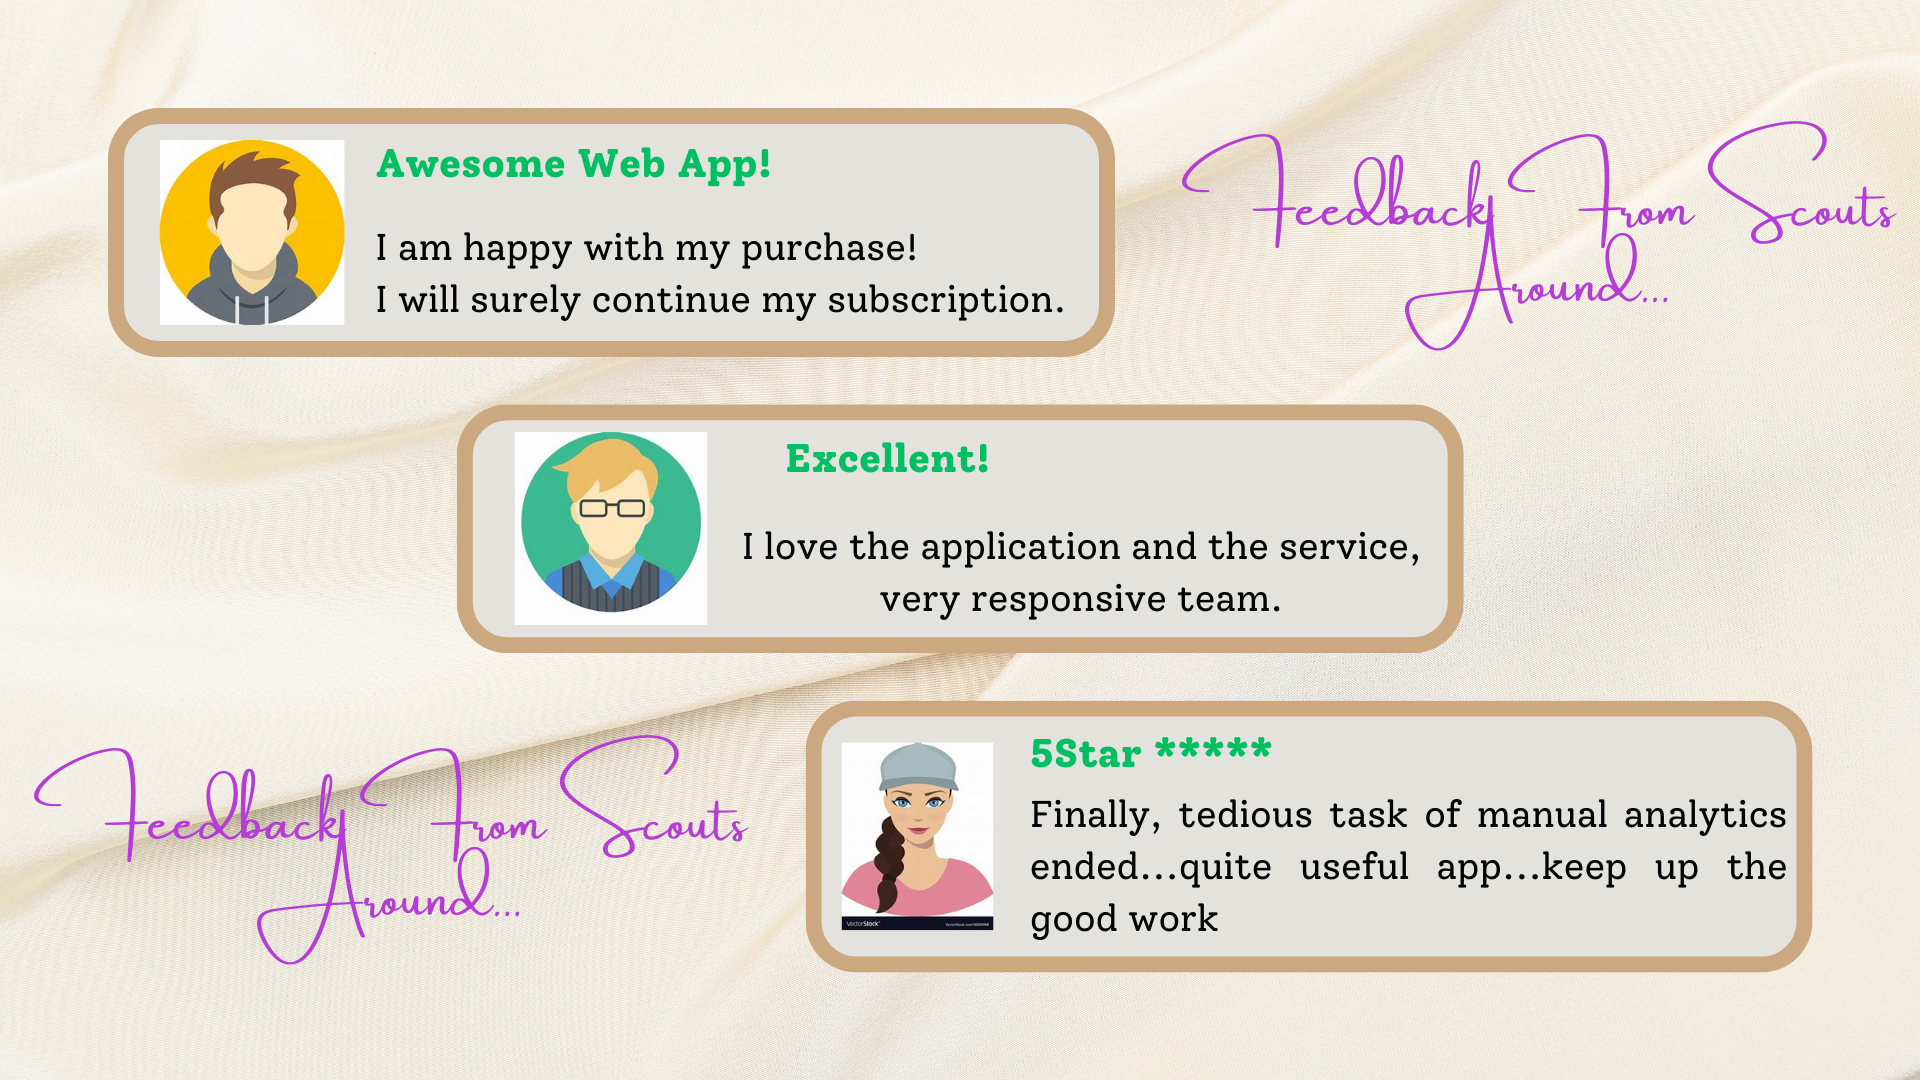 Awesome Web App!
I am happy with my purchase!
I will surely continue my subscription.
Feedback From Scouts
Around...
Excellent!
I love the application and the service,
very responsive team.
Feedback From Scouts
Around...
5Star *****
Finally, tedious task of manual analytics
ended...quite useful app...keep up the
good work
VectorStock